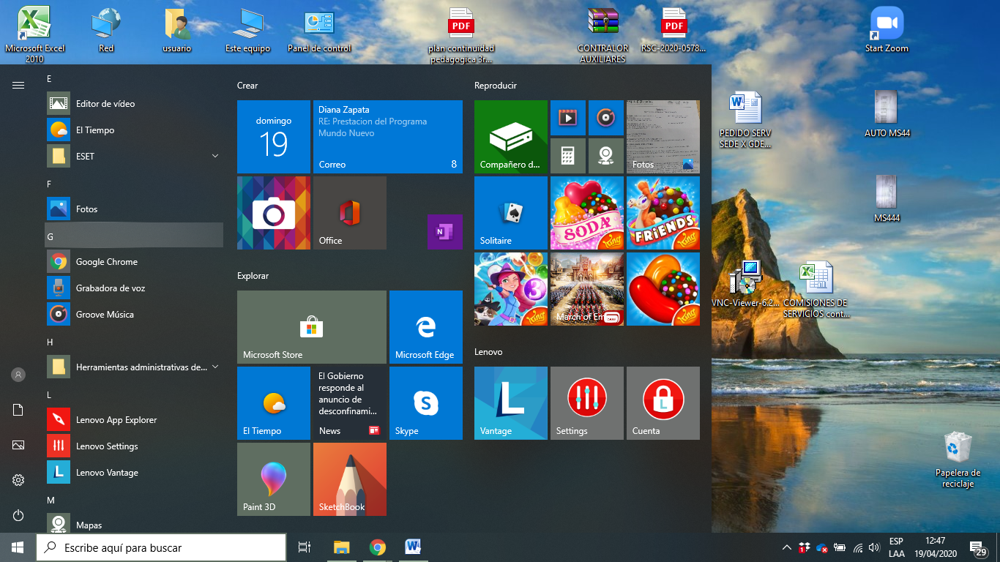 Microsoft Excel
2010
Red
usuario
Este equipo
Panel de control
PDF
plan continuidad
pedagogica 3r...
CONTRALOR
AUXILIARES
PDF
RSC-2020-0578...
Start Zoom
PEDIDO SERV
SEDE X GDE...
AUTO MS44
MS444
VNC-Viewer-6.2...
COMISIONES DE
SERVICIOS cont...
Papelera de
reciclaje
E
Editor de vídeo
El Tiempo
ESET
F
Fotos
G
Google Chrome
Grabadora de voz
Groove Música
H
Herramientas administrativas de...
L
Lenovo App Explorer
Lenovo Settings
L
Lenovo Vantage
M
Mapas
Crear
domingo
19
Diana Zapata
RE: Prestacion del Programa
Mundo Nuevo
Correo
8
Office
N
Explorar
Microsoft Store
Microsoft Edge
El Tiempo
El Gobierno
responde al
anuncio de
desconfinami...
News
S
Skype
Paint 3D
SketchBook
Reproducir
Compañero d...
Fotos
Solitaire
SODA
King
FRIENDS
King
3
King
March of Em
King
Lenovo
L
Vantage
Settings
L
Cuenta
Escribe aquí para buscar
W
1
ESP
LAA
12:47
19/04/2020
29